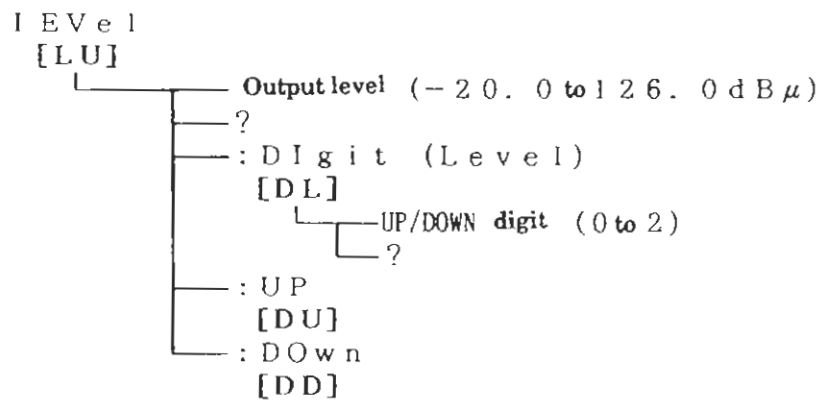 I EVel
[LU]
Output level (-20.0 to 126.0dBμ)
?
:DIgit (Level)
[DL]
UP/DOWN digit (0 to 2)
?
:UP
[DU]
:DOwn
[DD]